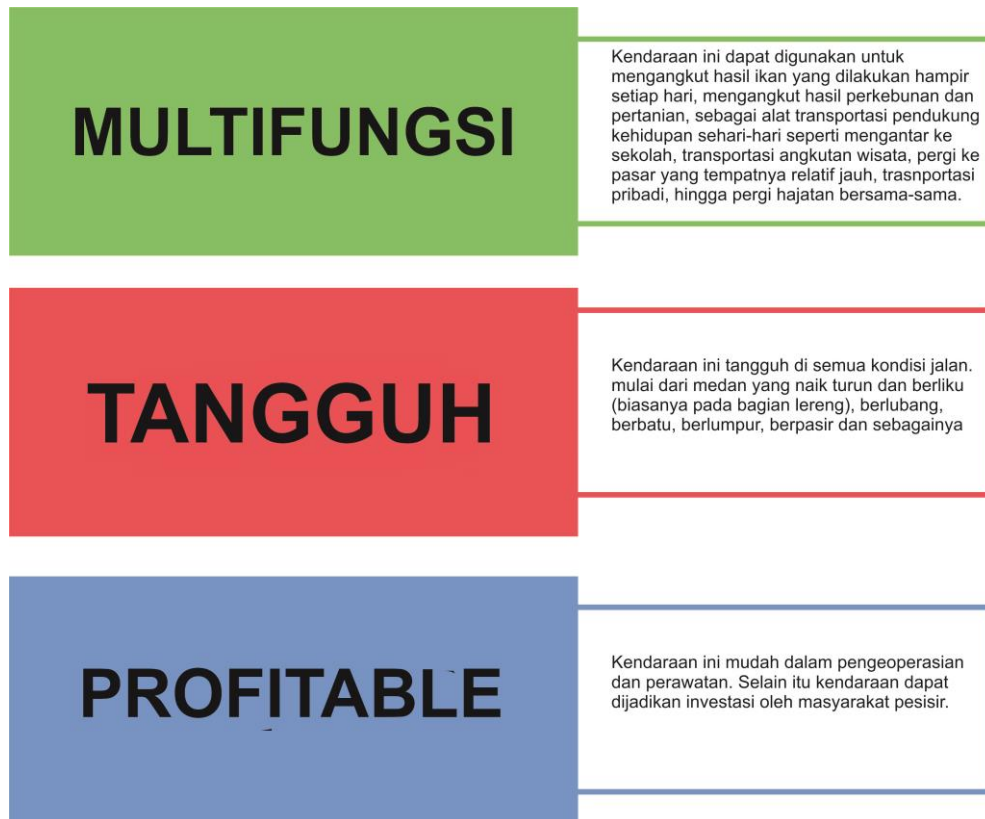 MULTIFUNGSI
Kendaraan ini dapat digunakan untuk
mengangkut hasil ikan yang dilakukan hampir
setiap hari, mengangkut hasil perkebunan dan
pertanian, sebagai alat transportasi pendukung
kehidupan sehari-hari seperti mengantar ke
sekolah, transportasi angkutan wisata, pergi ke
pasar yang tempatnya relatif jauh, trasnportasi
pribadi, hingga pergi hajatan bersama-sama.
TANGGUH
Kendaraan ini tangguh di semua kondisi jalan.
mulai dari medan yang naik turun dan berliku
(biasanya pada bagian lereng), berlubang,
berbatu, berlumpur, berpasir dan sebagainya
PROFITABLE
Kendaraan ini mudah dalam pengeoperasian
dan perawatan. Selain itu kendaraan dapat
dijadikan investasi oleh masyarakat pesisir.